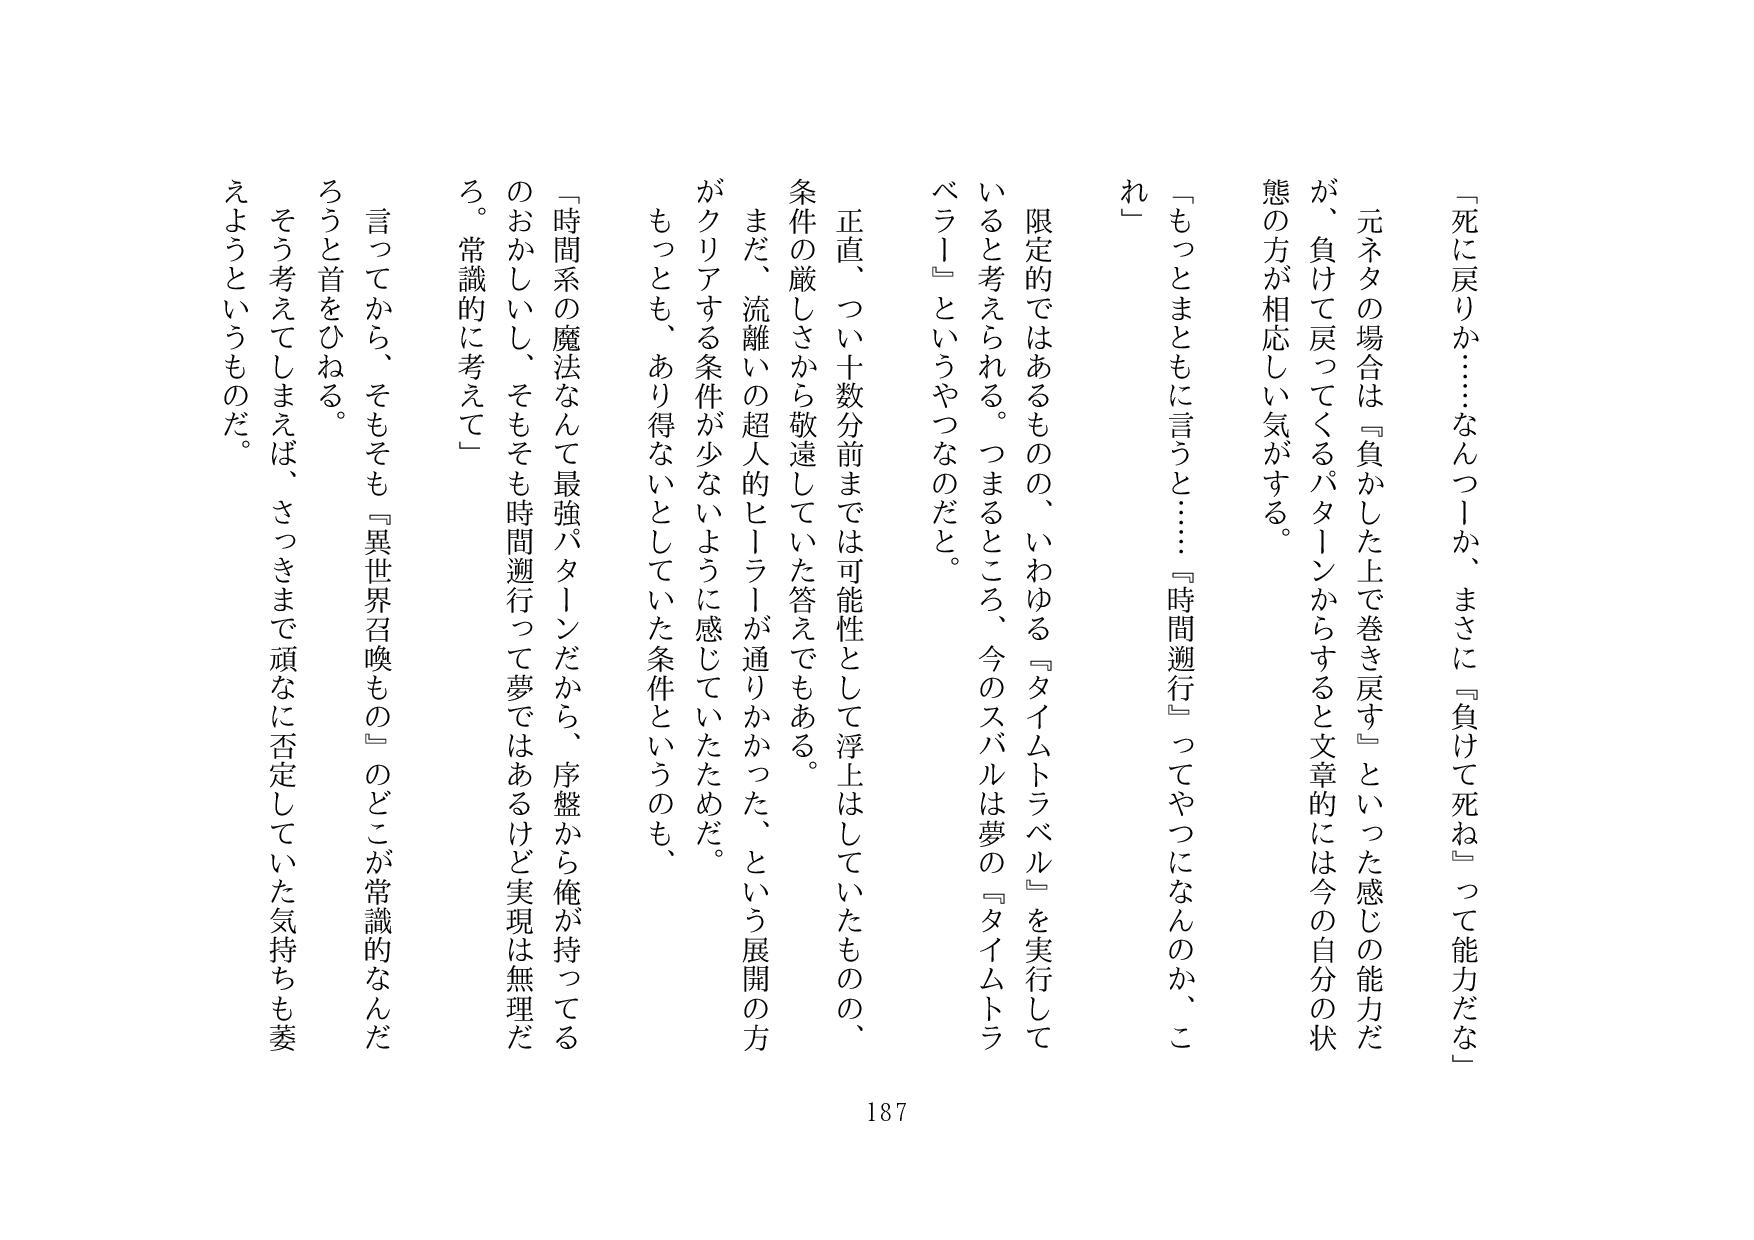 「死に戻りか……なんつーか、まさに『負けて死ね』って能力だな」
　元ネタの場合は『負かした上で巻き戻す』といった感じの能力だ
が、負けて戻ってくるパターンからすると文章的には今の自分の状
態の方が相応しい気がする。
「もっとまともに言うと……『時間遡行』ってやつになんのか、こ
れ」
　限定的ではあるものの、いわゆる『タイムトラベル』を実行して
いると考えられる。つまるところ、今のスバルは夢の『タイムトラ
ベラー』というやつなのだと。
　正直、つい十数分前までは可能性として浮上はしていたものの、
条件の厳しさから敬遠していた答えでもある。
　まだ、流離いの超人的ヒーラーが通りかかった、という展開の方
がクリアする条件が少ないように感じていたためだ。
　もっとも、あり得ないとしていた条件というのも、
「時間系の魔法なんて最強パターンだから、序盤から俺が持ってる
のおかしいし、そもそも時間遡行って夢ではあるけど実現は無理だ
ろ。常識的に考えて」
　言ってから、そもそも『異世界召喚もの』のどこが常識的なんだ
ろうと首をひねる。
　そう考えてしまえば、さっきまで頑なに否定していた気持ちも萎
えようというものだ。
187